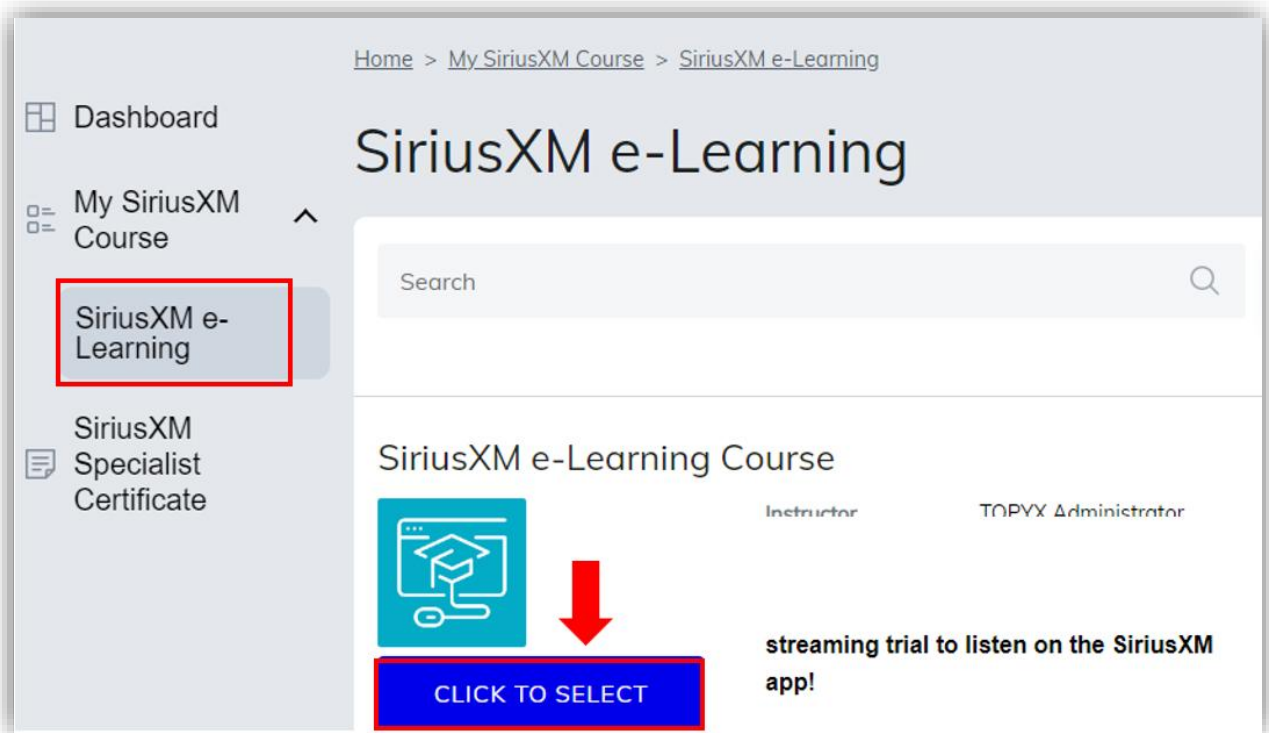 Home > My SiriusXM Course > SiriusXM e-Learning
Dashboard
My SiriusXM
Course
SiriusXM e-
Learning
SiriusXM
Specialist
Certificate
SiriusXM e-Learning
Search
SiriusXM e-Learning Course
Instructor TOPYX Administrator
streaming trial to listen on the SiriusXM
app!
CLICK TO SELECT